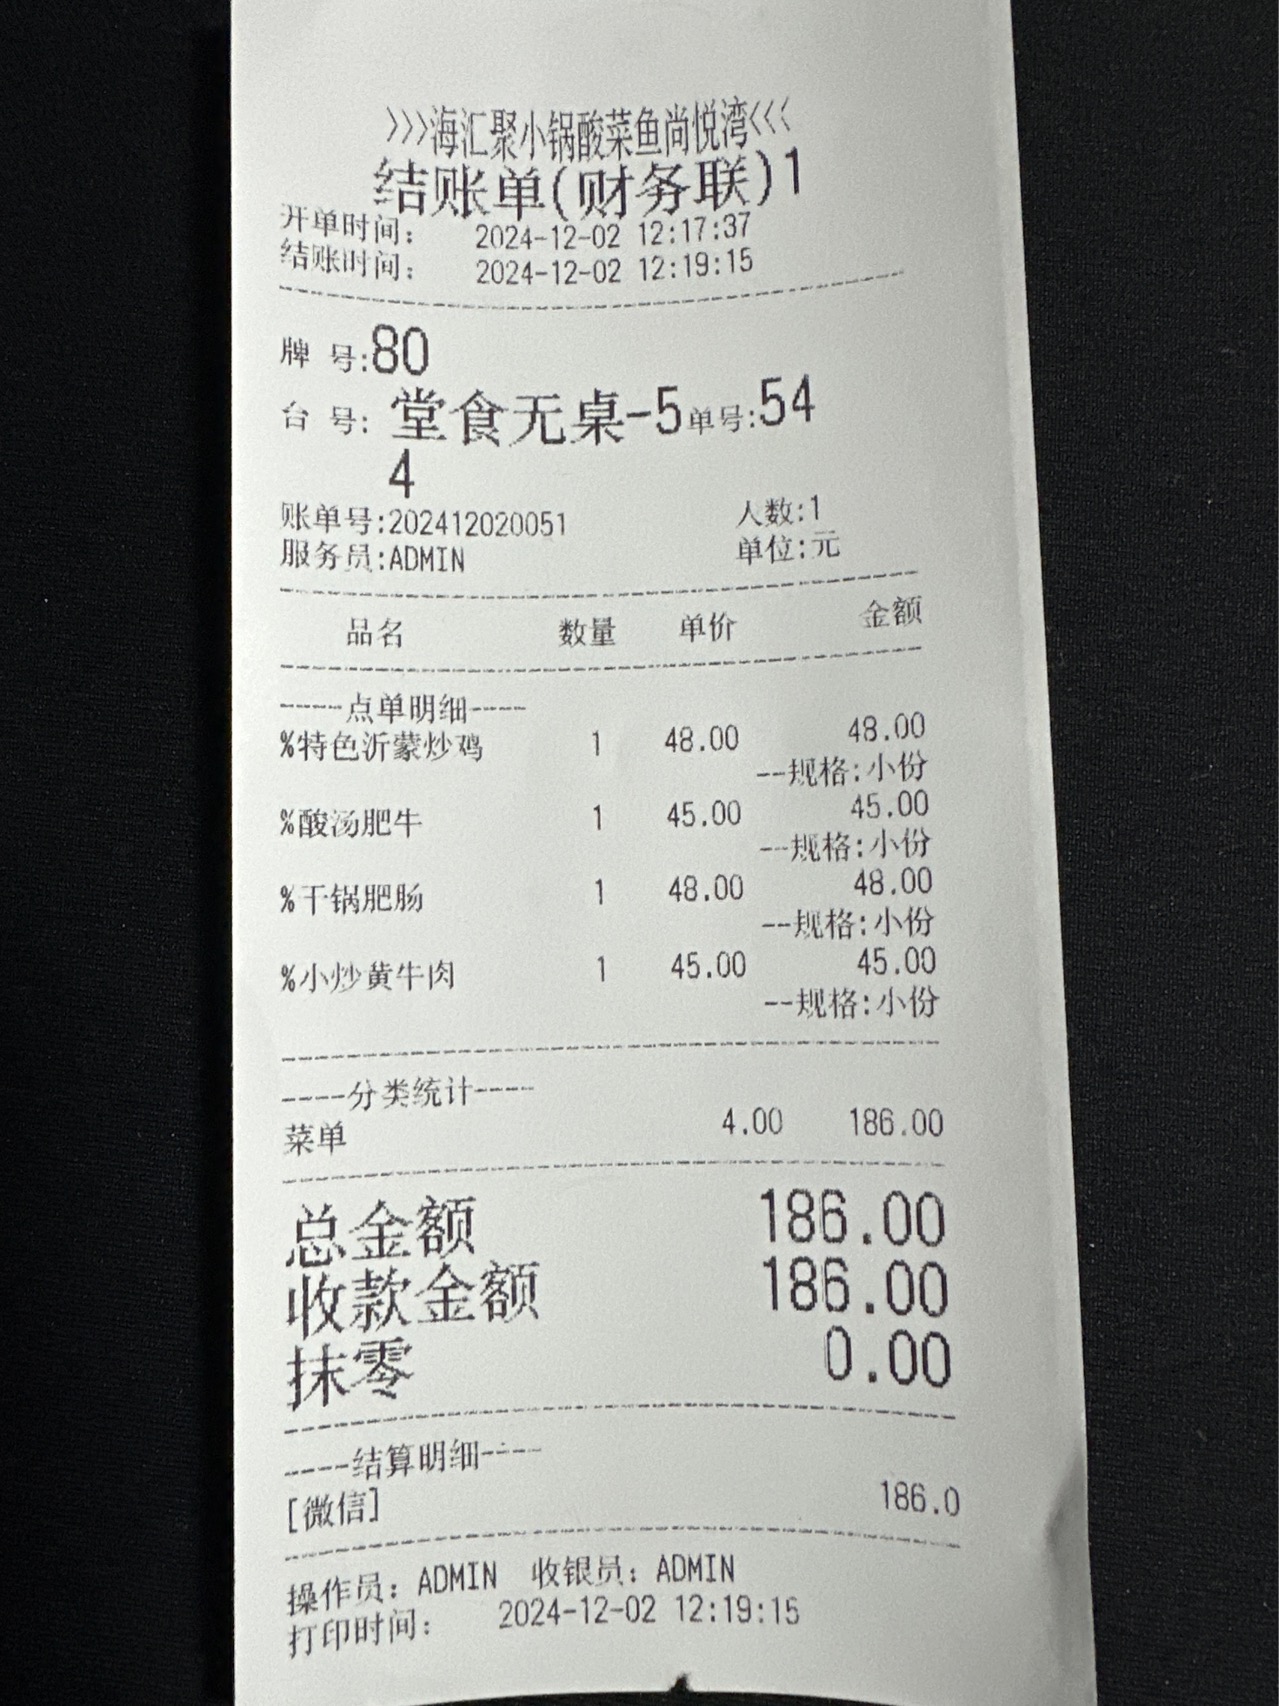 >>>海汇聚小锅酸菜鱼尚悦湾<<<
结账单(财务联)1
开单时间: 2024-12-02 12:17:37
结账时间: 2024-12-02 12:19:15
牌 号:80
台 号: 堂食无桌-5单号:54
4
账单号:202412020051 人数:1
服务员:ADMIN 单位:元
品名 数量 单价 金额
-----点单明细-----
%特色沂蒙炒鸡 1 48.00 48.00
--规格:小份
%酸汤肥牛 1 45.00 45.00
--规格:小份
%干锅肥肠 1 48.00 48.00
--规格:小份
%小炒黄牛肉 1 45.00 45.00
--规格:小份
-----分类统计-----
菜单 4.00 186.00
总金额 186.00
收款金额 186.00
抹零 0.00
-----结算明细-----
[微信] 186.0
操作员: ADMIN 收银员: ADMIN
打印时间: 2024-12-02 12:19:15